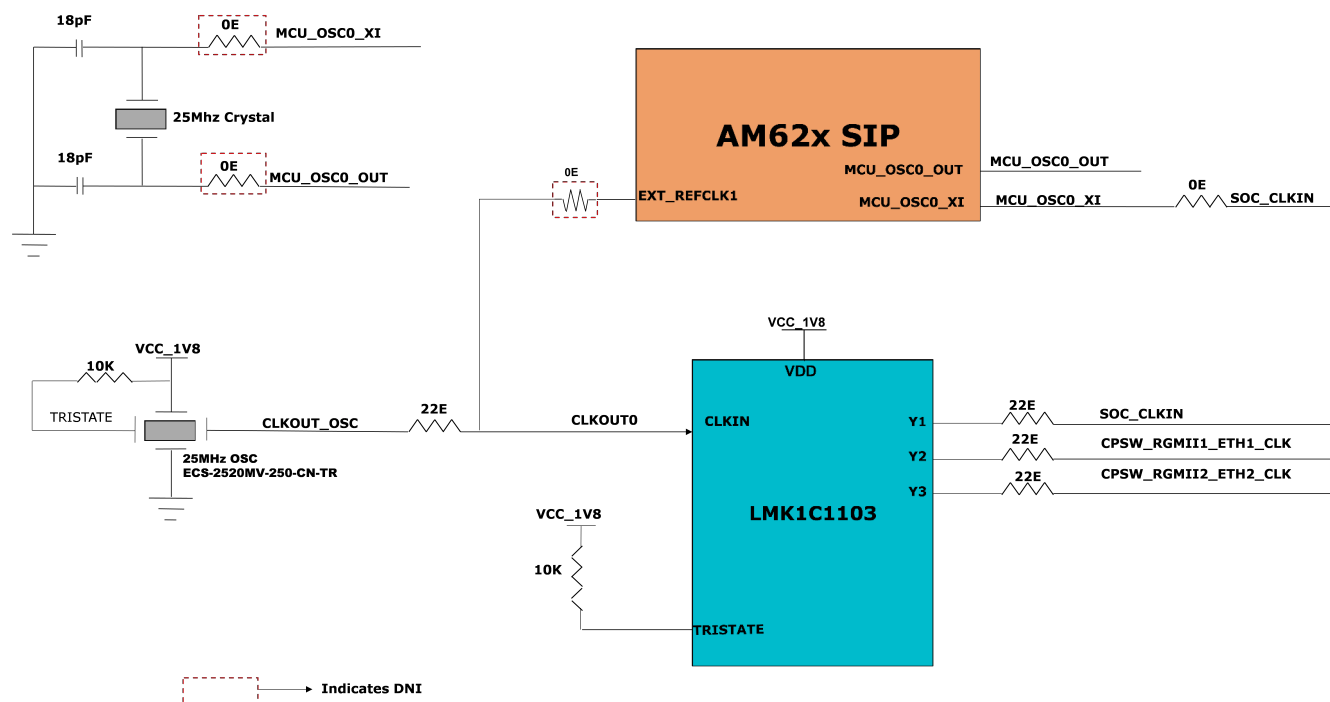 18pF
0E
MCU_OSC0_XI
25Mhz Crystal
18pF
0E
MCU_OSC0_OUT
AM62x SIP
MCU_OSC0_OUT
MCU_OSC0_OUT
0E
EXT_REFCLK1
MCU_OSC0_XI
MCU_OSC0_XI
0E
SOC_CLKIN
VCC_1V8
10K
TRISTATE
25MHz OSC
ECS-2520MV-250-CN-TR
CLKOUT_OSC
22E
CLKOUT0
VCC_1V8
VDD
CLKIN
Y1
22E
SOC_CLKIN
Y2
22E
CPSW_RGMII1_ETH1_CLK
Y3
22E
CPSW_RGMII2_ETH2_CLK
LMK1C1103
VCC_1V8
10K
TRISTATE
Indicates DNI